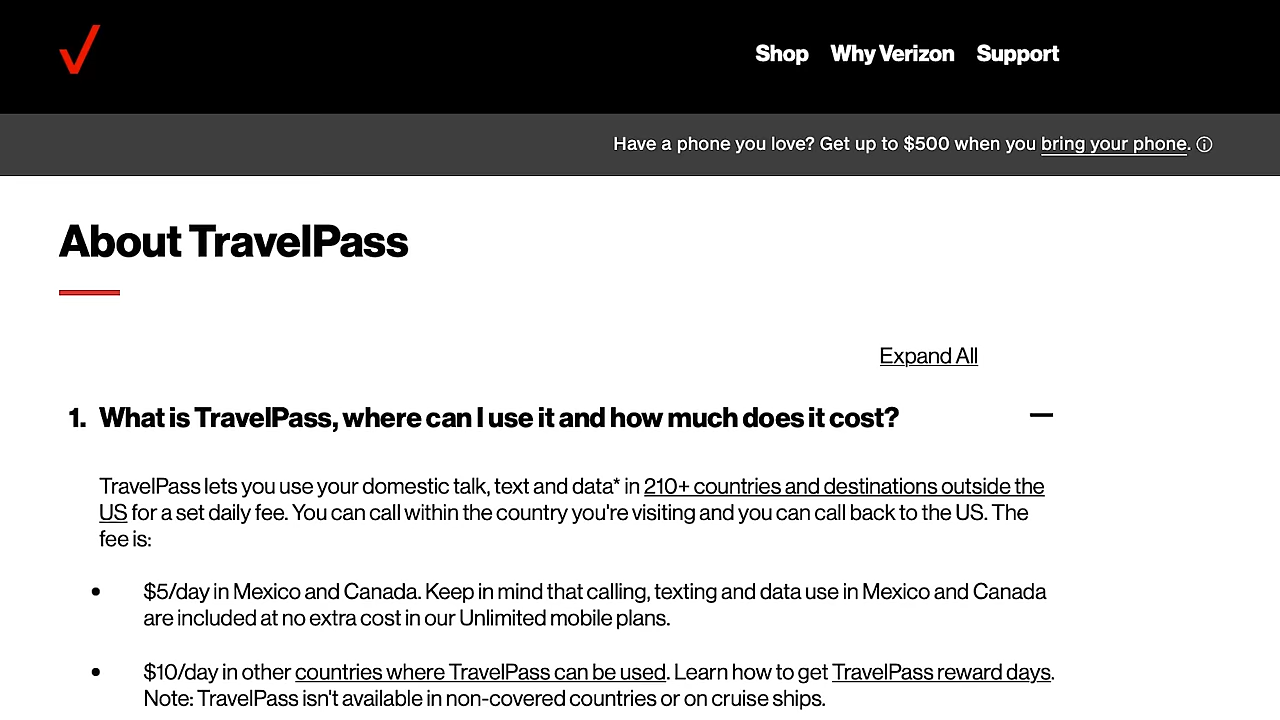 Shop Why Verizon Support
Have a phone you love? Get up to $500 when you bring your phone.
About TravelPass
Expand All
1. What is TravelPass, where can I use it and how much does it cost?
TravelPass lets you use your domestic talk, text and data* in 210+ countries and destinations outside the
US for a set daily fee. You can call within the country you're visiting and you can call back to the US. The
fee is:
• $5/day in Mexico and Canada. Keep in mind that calling, texting and data use in Mexico and Canada
are included at no extra cost in our Unlimited mobile plans.
• $10/day in other countries where TravelPass can be used. Learn how to get TravelPass reward days.
Note: TravelPass isn't available in non-covered countries or on cruise ships.